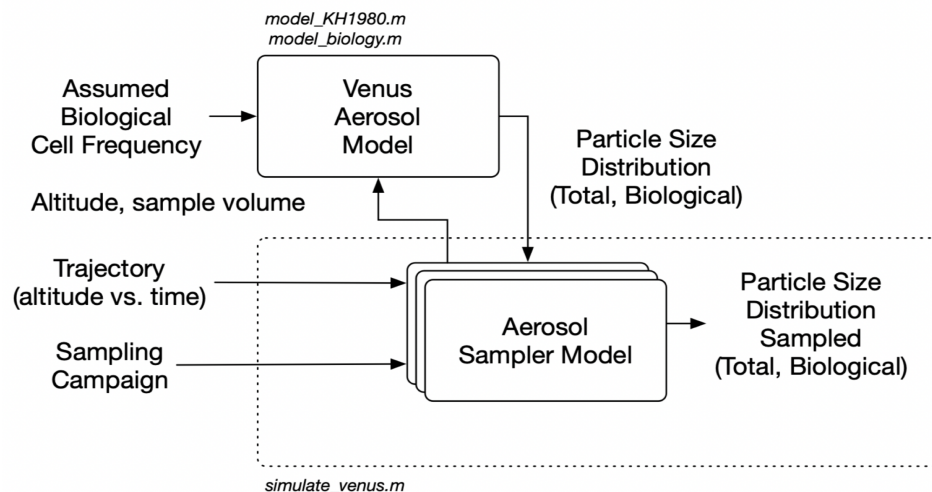 model_KH1980.m
model_biology.m
Assumed
Biological
Cell Frequency
Venus
Aerosol
Model
Particle Size
Distribution
(Total, Biological)
Altitude, sample volume
Trajectory
(altitude vs. time)
Sampling
Campaign
Aerosol
Sampler Model
Particle Size
Distribution
Sampled
(Total, Biological)
simulate_venus.m